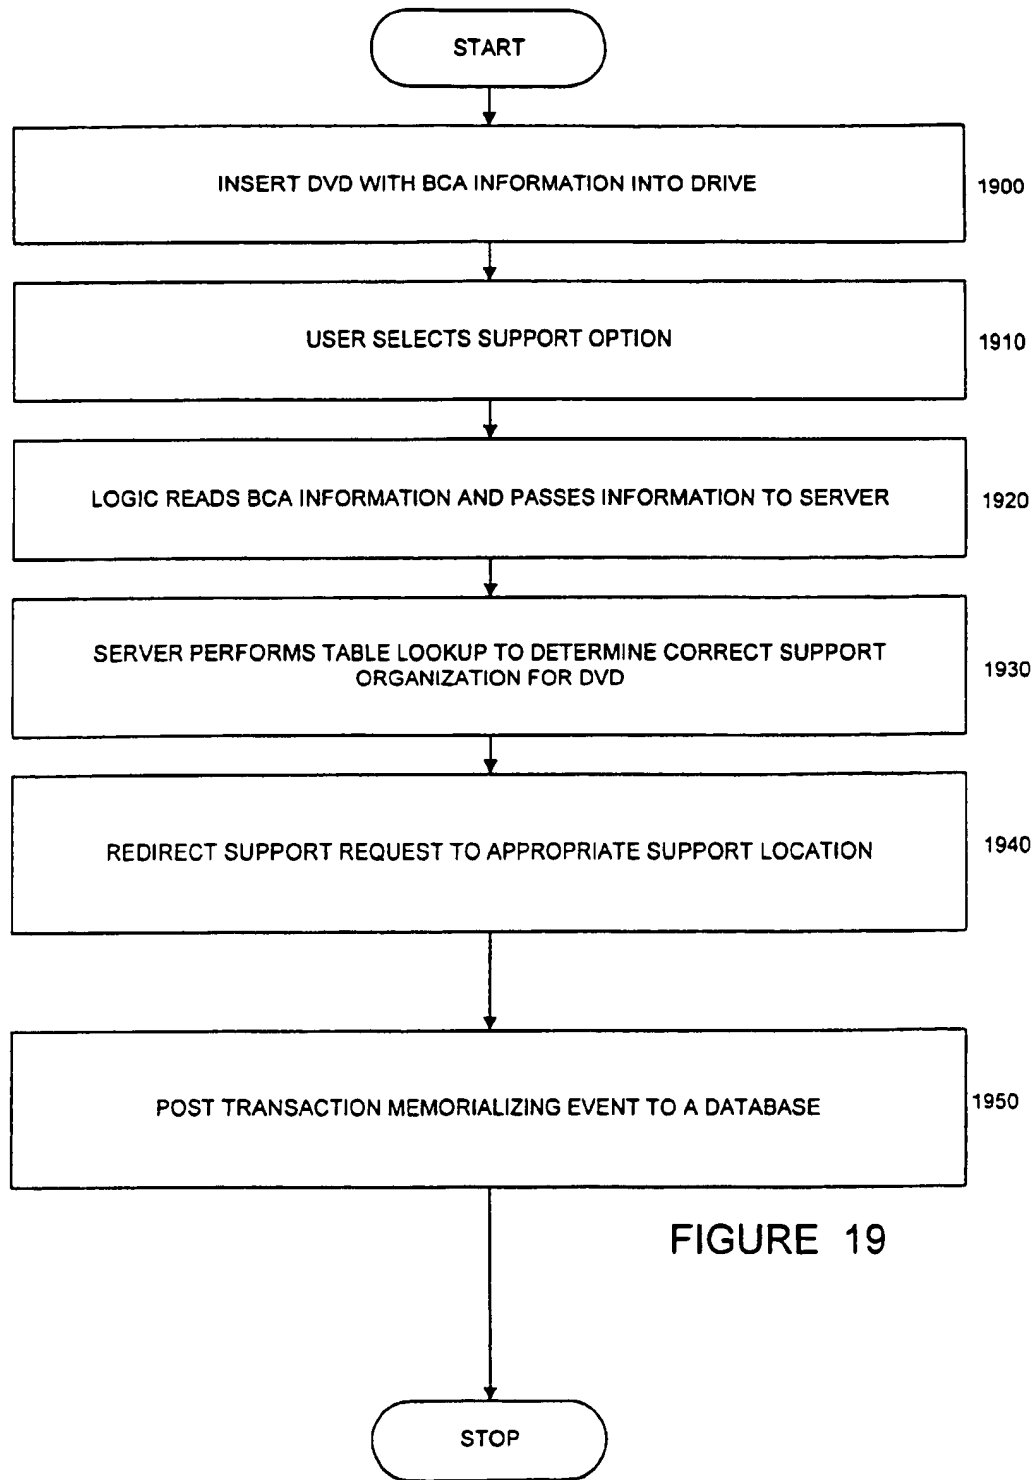 START
INSERT DVD WITH BCA INFORMATION INTO DRIVE
1900
USER SELECTS SUPPORT OPTION
1910
LOGIC READS BCA INFORMATION AND PASSES INFORMATION TO SERVER
1920
SERVER PERFORMS TABLE LOOKUP TO DETERMINE CORRECT SUPPORT
ORGANIZATION FOR DVD
1930
REDIRECT SUPPORT REQUEST TO APPROPRIATE SUPPORT LOCATION
1940
POST TRANSACTION MEMORIALIZING EVENT TO A DATABASE
1950
FIGURE 19
STOP